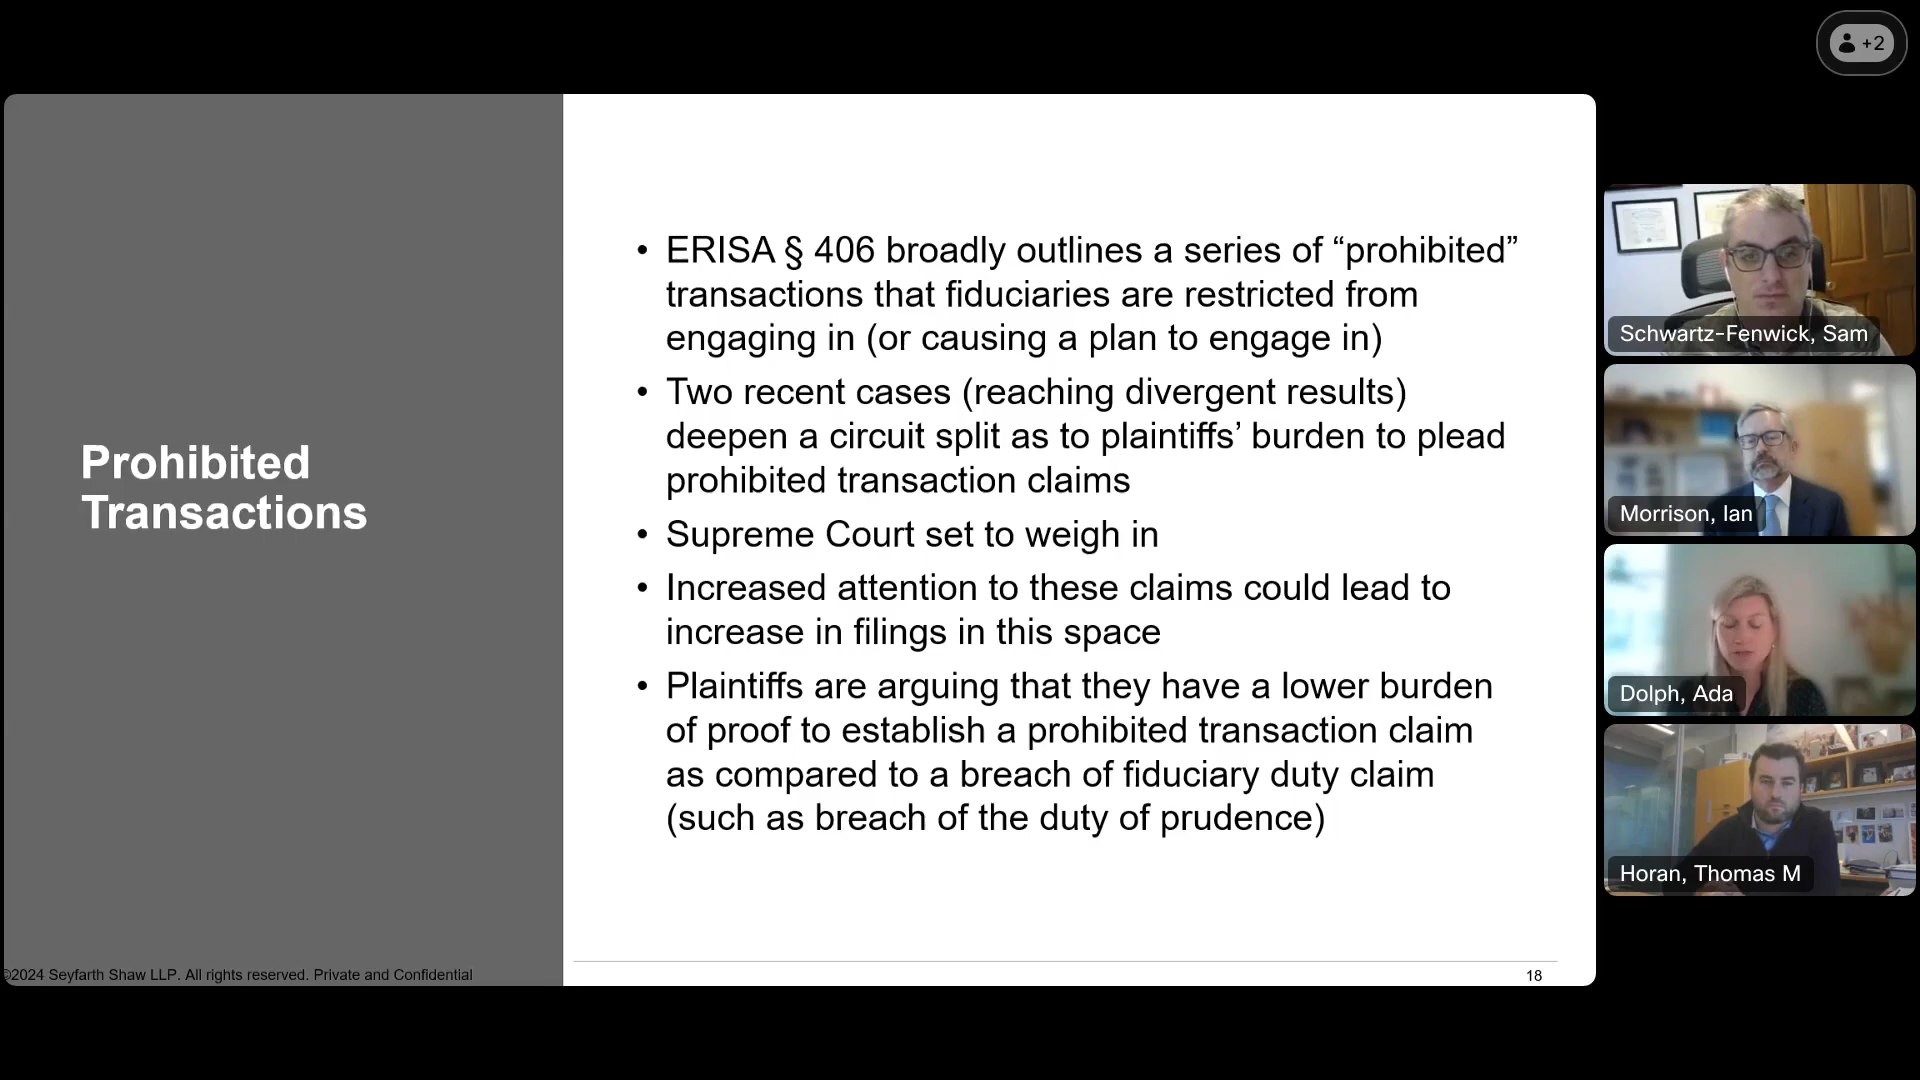 +2
Prohibited
Transactions
• ERISA § 406 broadly outlines a series of “prohibited”
transactions that fiduciaries are restricted from
engaging in (or causing a plan to engage in)
• Two recent cases (reaching divergent results)
deepen a circuit split as to plaintiffs’ burden to plead
prohibited transaction claims
• Supreme Court set to weigh in
• Increased attention to these claims could lead to
increase in filings in this space
• Plaintiffs are arguing that they have a lower burden
of proof to establish a prohibited transaction claim
as compared to a breach of fiduciary duty claim
(such as breach of the duty of prudence)
©2024 Seyfarth Shaw LLP. All rights reserved. Private and Confidential
18
Schwartz-Fenwick, Sam
Morrison, Ian
Dolph, Ada
Horan, Thomas M